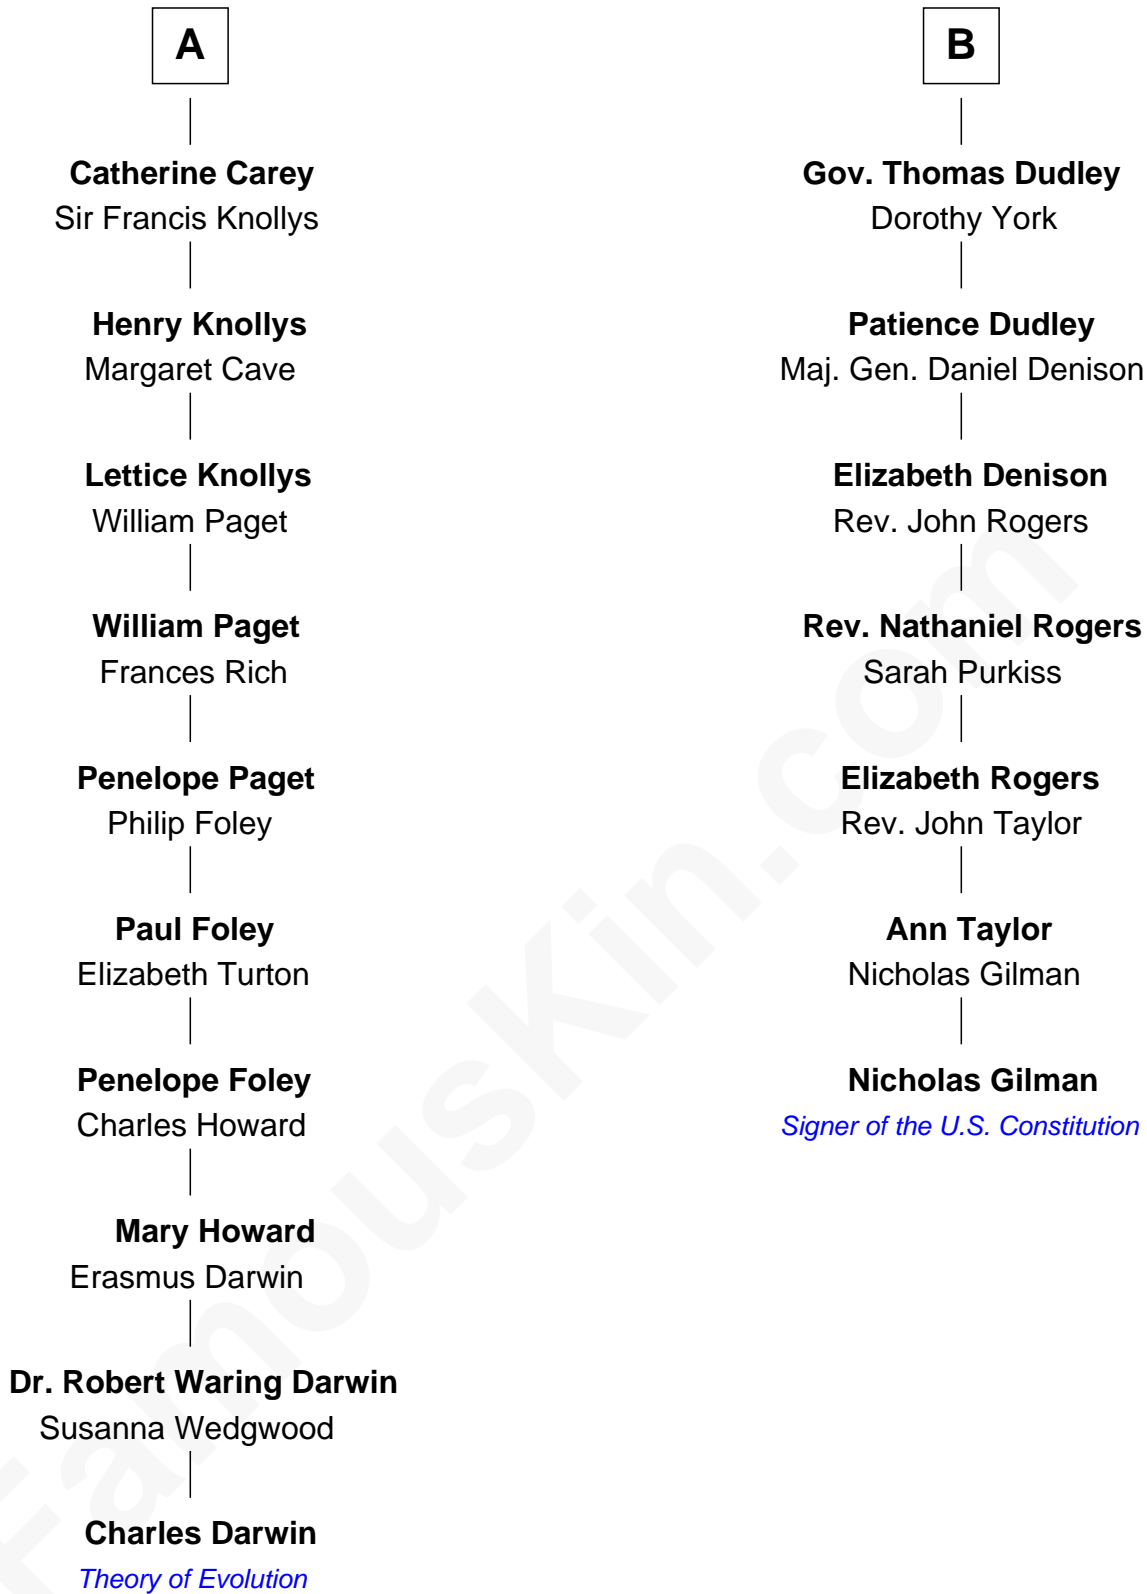 A
Catherine Carey
Sir Francis Knollys
Henry Knollys
Margaret Cave
Lettice Knollys
William Paget
William Paget
Frances Rich
Penelope Paget
Philip Foley
Paul Foley
Elizabeth Turton
Penelope Foley
Charles Howard
Mary Howard
Erasmus Darwin
Dr. Robert Waring Darwin
Susanna Wedgwood
Charles Darwin
Theory of Evolution
B
Gov. Thomas Dudley
Dorothy York
Patience Dudley
Maj. Gen. Daniel Denison
Elizabeth Denison
Rev. John Rogers
Rev. Nathaniel Rogers
Sarah Purkiss
Elizabeth Rogers
Rev. John Taylor
Ann Taylor
Nicholas Gilman
Nicholas Gilman
Signer of the U.S. Constitution
FamousKin.com